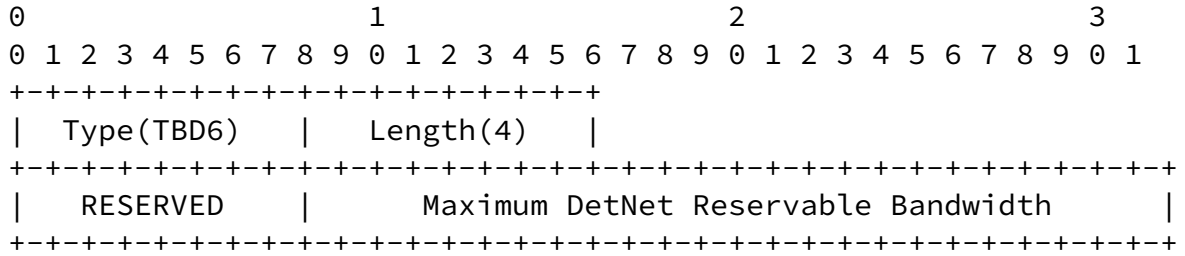 0                   1                   2                   3
0 1 2 3 4 5 6 7 8 9 0 1 2 3 4 5 6 7 8 9 0 1 2 3 4 5 6 7 8 9 0 1
+-+-+-+-+-+-+-+-+-+-+-+-+-+-+-+-+
|  Type(TBD6)   |   Length(4)   |
+-+-+-+-+-+-+-+-+-+-+-+-+-+-+-+-+-+-+-+-+-+-+-+-+-+-+-+-+-+-+-+-+
|   RESERVED    |      Maximum DetNet Reservable Bandwidth      |
+-+-+-+-+-+-+-+-+-+-+-+-+-+-+-+-+-+-+-+-+-+-+-+-+-+-+-+-+-+-+-+-+